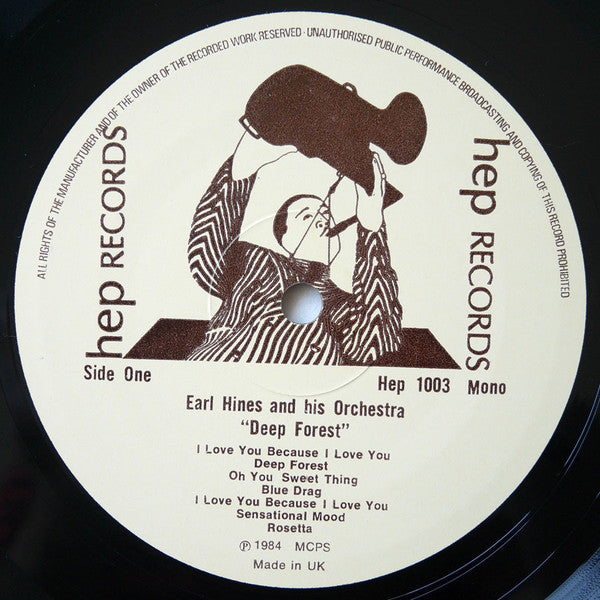 ALL RIGHTS OF THE MANUFACTURER AND OF THE OWNER OF THE RECORDED WORK RESERVED · UNAUTHORISED PUBLIC PERFORMANCE BROADCASTING AND COPYING OF THIS RECORD PROHIBITED
hep RECORDS
hep RECORDS
Side One
Hep 1003 Mono
Earl Hines and his Orchestra
"Deep Forest"
I Love You Because I Love You
Deep Forest
Oh You Sweet Thing
Blue Drag
I Love You Because I Love You
Sensational Mood
Rosetta
℗ 1984 MCPS
Made in UK